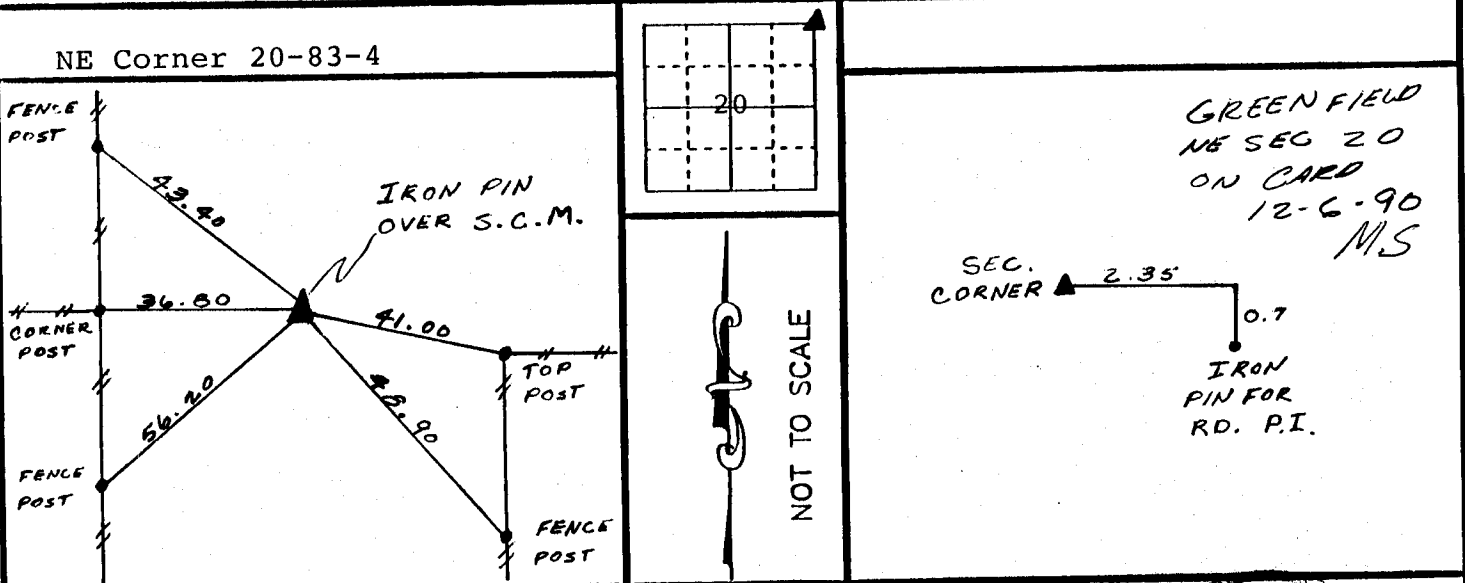 NE Corner 20-83-4
FENCE
POST
43.40
IRON PIN
OVER S.C.M.
36.80
CORNER
POST
41.00
TOP
POST
56.20
48.90
FENCE
POST
FENCE
POST
20
NOT TO SCALE
GREENFIELD
NE SEC 20
ON CARD
12-6-90
MS
SEC.
CORNER
2.35
0.7
IRON
PIN FOR
RD. P.I.